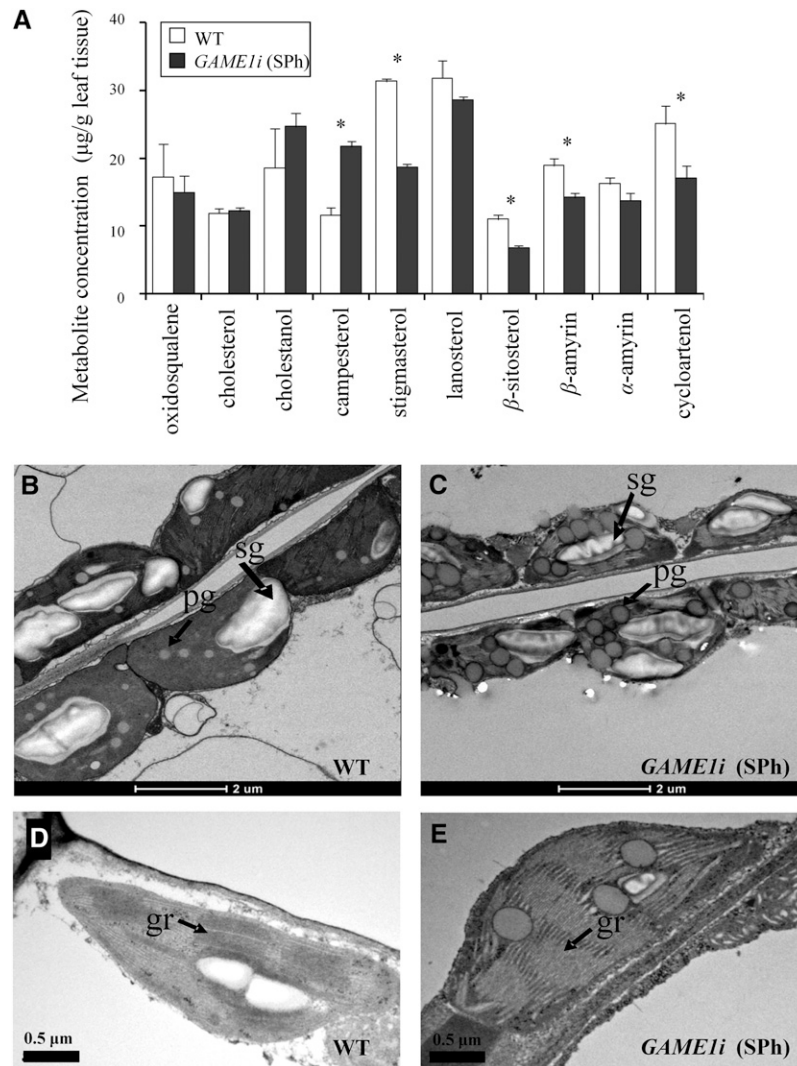 A
WT
GAME1i (SPh)
Metabolite concentration (µg/g leaf tissue)
40
30
20
10
0
*
*
*
*
*
oxidosqualene
cholesterol
cholestanol
campesterol
stigmasterol
lanosterol
β-sitosterol
β-amyrin
α-amyrin
cycloartenol
B
sg
pg
WT
2 um
C
sg
pg
GAME1i (SPh)
2 um
D
gr
WT
0.5 µm
E
gr
GAME1i (SPh)
0.5 µm